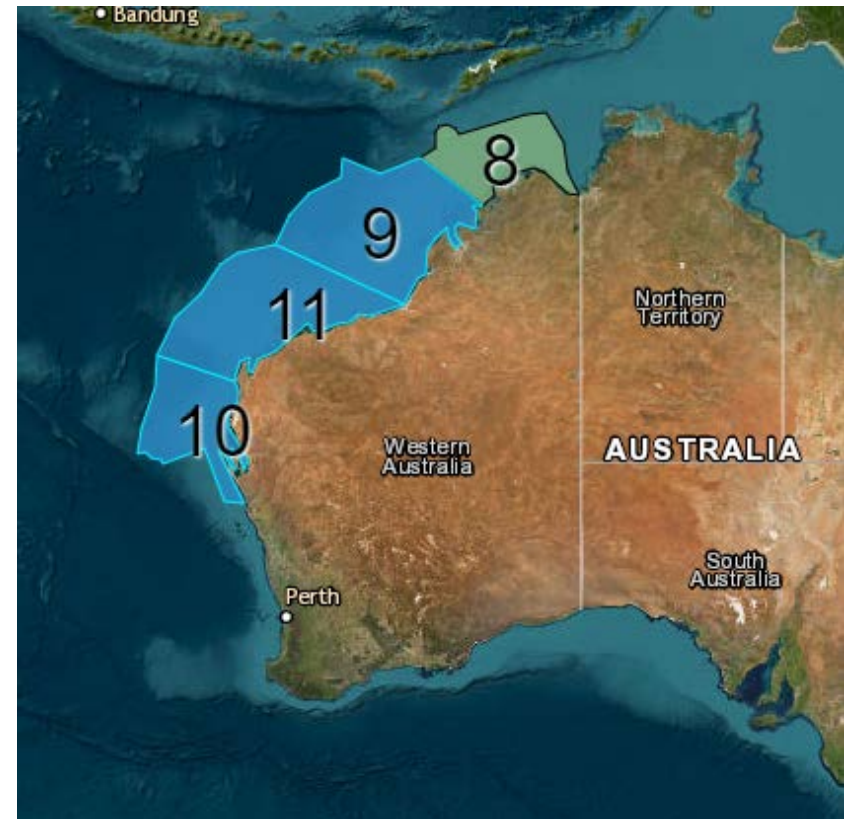 Bandung
8
9
Northern
Territory
11
10
Western
Australia
AUSTRALIA
South
Australia
Perth